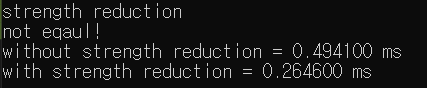 strength reduction
not eqaul!
without strength reduction = 0.494100 ms
with strength reduction = 0.264600 ms